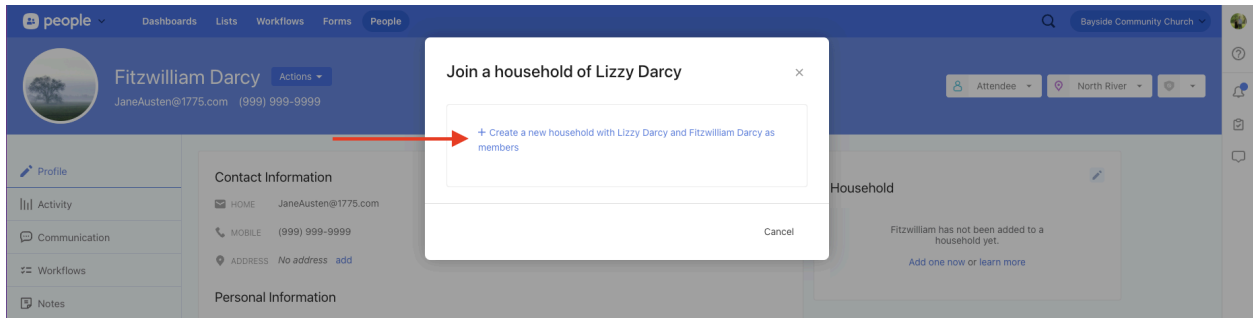 people
Dashboards Lists Workflows Forms People
Bayside Community Church
Fitzwilliam Darcy Actions
JaneAusten@1775.com (999) 999-9999
Attendee North River
Join a household of Lizzy Darcy ×
+ Create a new household with Lizzy Darcy and Fitzwilliam Darcy as
members
Cancel
Profile
Activity
Communication
Workflows
Notes
Contact Information
HOME JaneAusten@1775.com
MOBILE (999) 999-9999
ADDRESS No address add
Personal Information
Household
Fitzwilliam has not been added to a
household yet.
Add one now or learn more